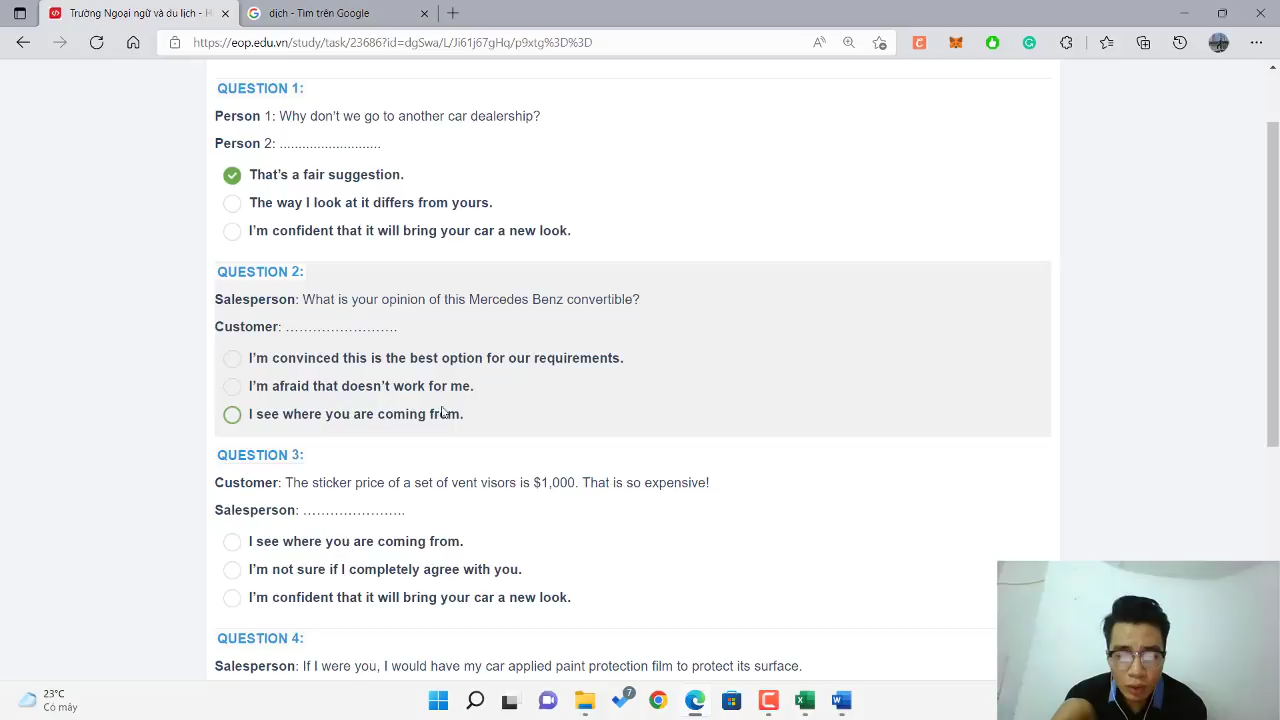 Trường Ngoại ngữ và du lịch - H
dịch - Tìm trên Google
https://eop.edu.vn/study/task/23686?id=dgSwa/L/Ji61j67gHq/p9xtg%3D%3D
QUESTION 1:
Person 1: Why don't we go to another car dealership?
Person 2: ...........................
That's a fair suggestion.
The way I look at it differs from yours.
I'm confident that it will bring your car a new look.
QUESTION 2:
Salesperson: What is your opinion of this Mercedes Benz convertible?
Customer: ……………………
I'm convinced this is the best option for our requirements.
I'm afraid that doesn't work for me.
I see where you are coming from.
QUESTION 3:
Customer: The sticker price of a set of vent visors is $1,000. That is so expensive!
Salesperson: ………………….
I see where you are coming from.
I'm not sure if I completely agree with you.
I'm confident that it will bring your car a new look.
QUESTION 4:
Salesperson: If I were you, I would have my car applied paint protection film to protect its surface.
23°C
Có mây
7